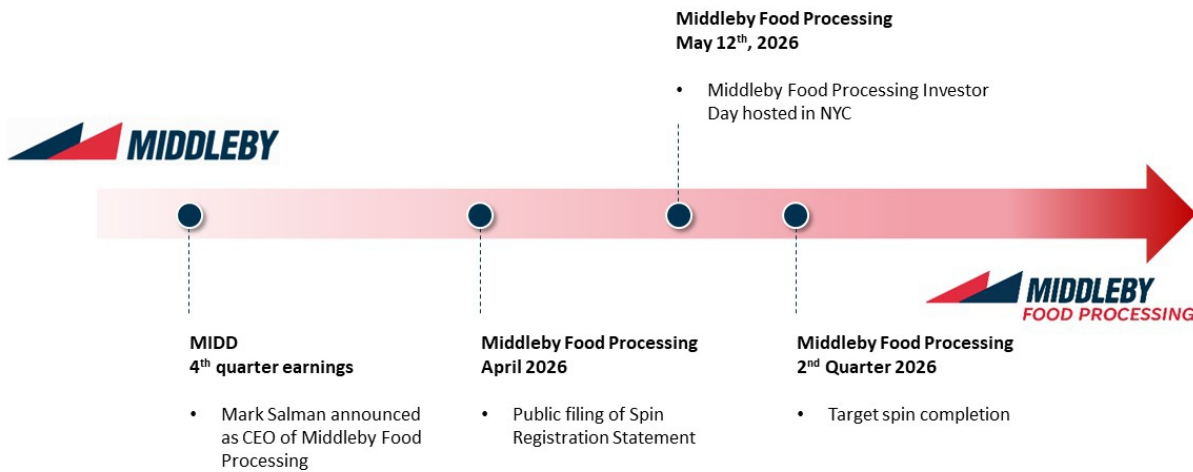 Middleby Food Processing
May 12th, 2026
• Middleby Food Processing Investor
Day hosted in NYC
MIDDLEBY
MIDDLEBY
FOOD PROCESSING
MIDD
4th quarter earnings
• Mark Salman announced
as CEO of Middleby Food
Processing
Middleby Food Processing
April 2026
• Public filing of Spin
Registration Statement
Middleby Food Processing
2nd Quarter 2026
• Target spin completion